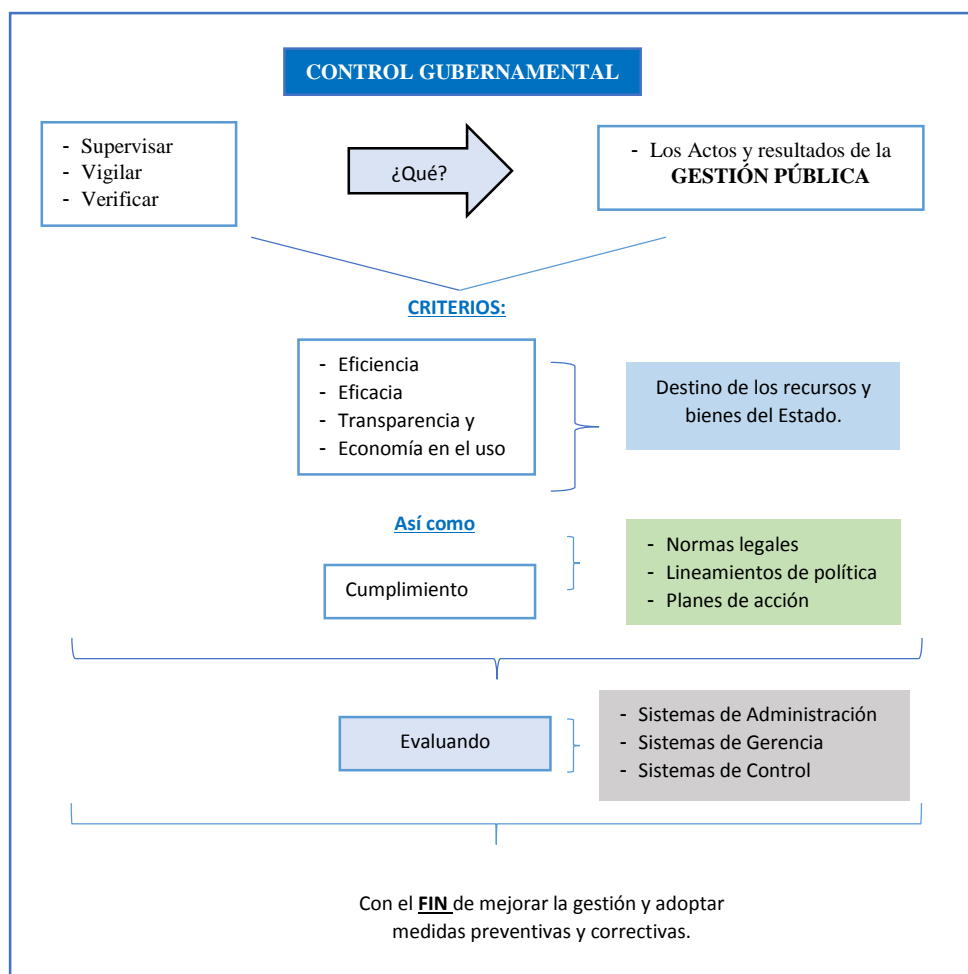 CONTROL GUBERNAMENTAL
- Supervisar
- Vigilar
- Verificar
¿Qué?
- Los Actos y resultados de la
GESTIÓN PÚBLICA
CRITERIOS:
- Eficiencia
- Eficacia
- Transparencia y
- Economía en el uso
Destino de los recursos y
bienes del Estado.
Así como
Cumplimiento
- Normas legales
- Lineamientos de política
- Planes de acción
Evaluando
- Sistemas de Administración
- Sistemas de Gerencia
- Sistemas de Control
Con el FIN de mejorar la gestión y adoptar
medidas preventivas y correctivas.